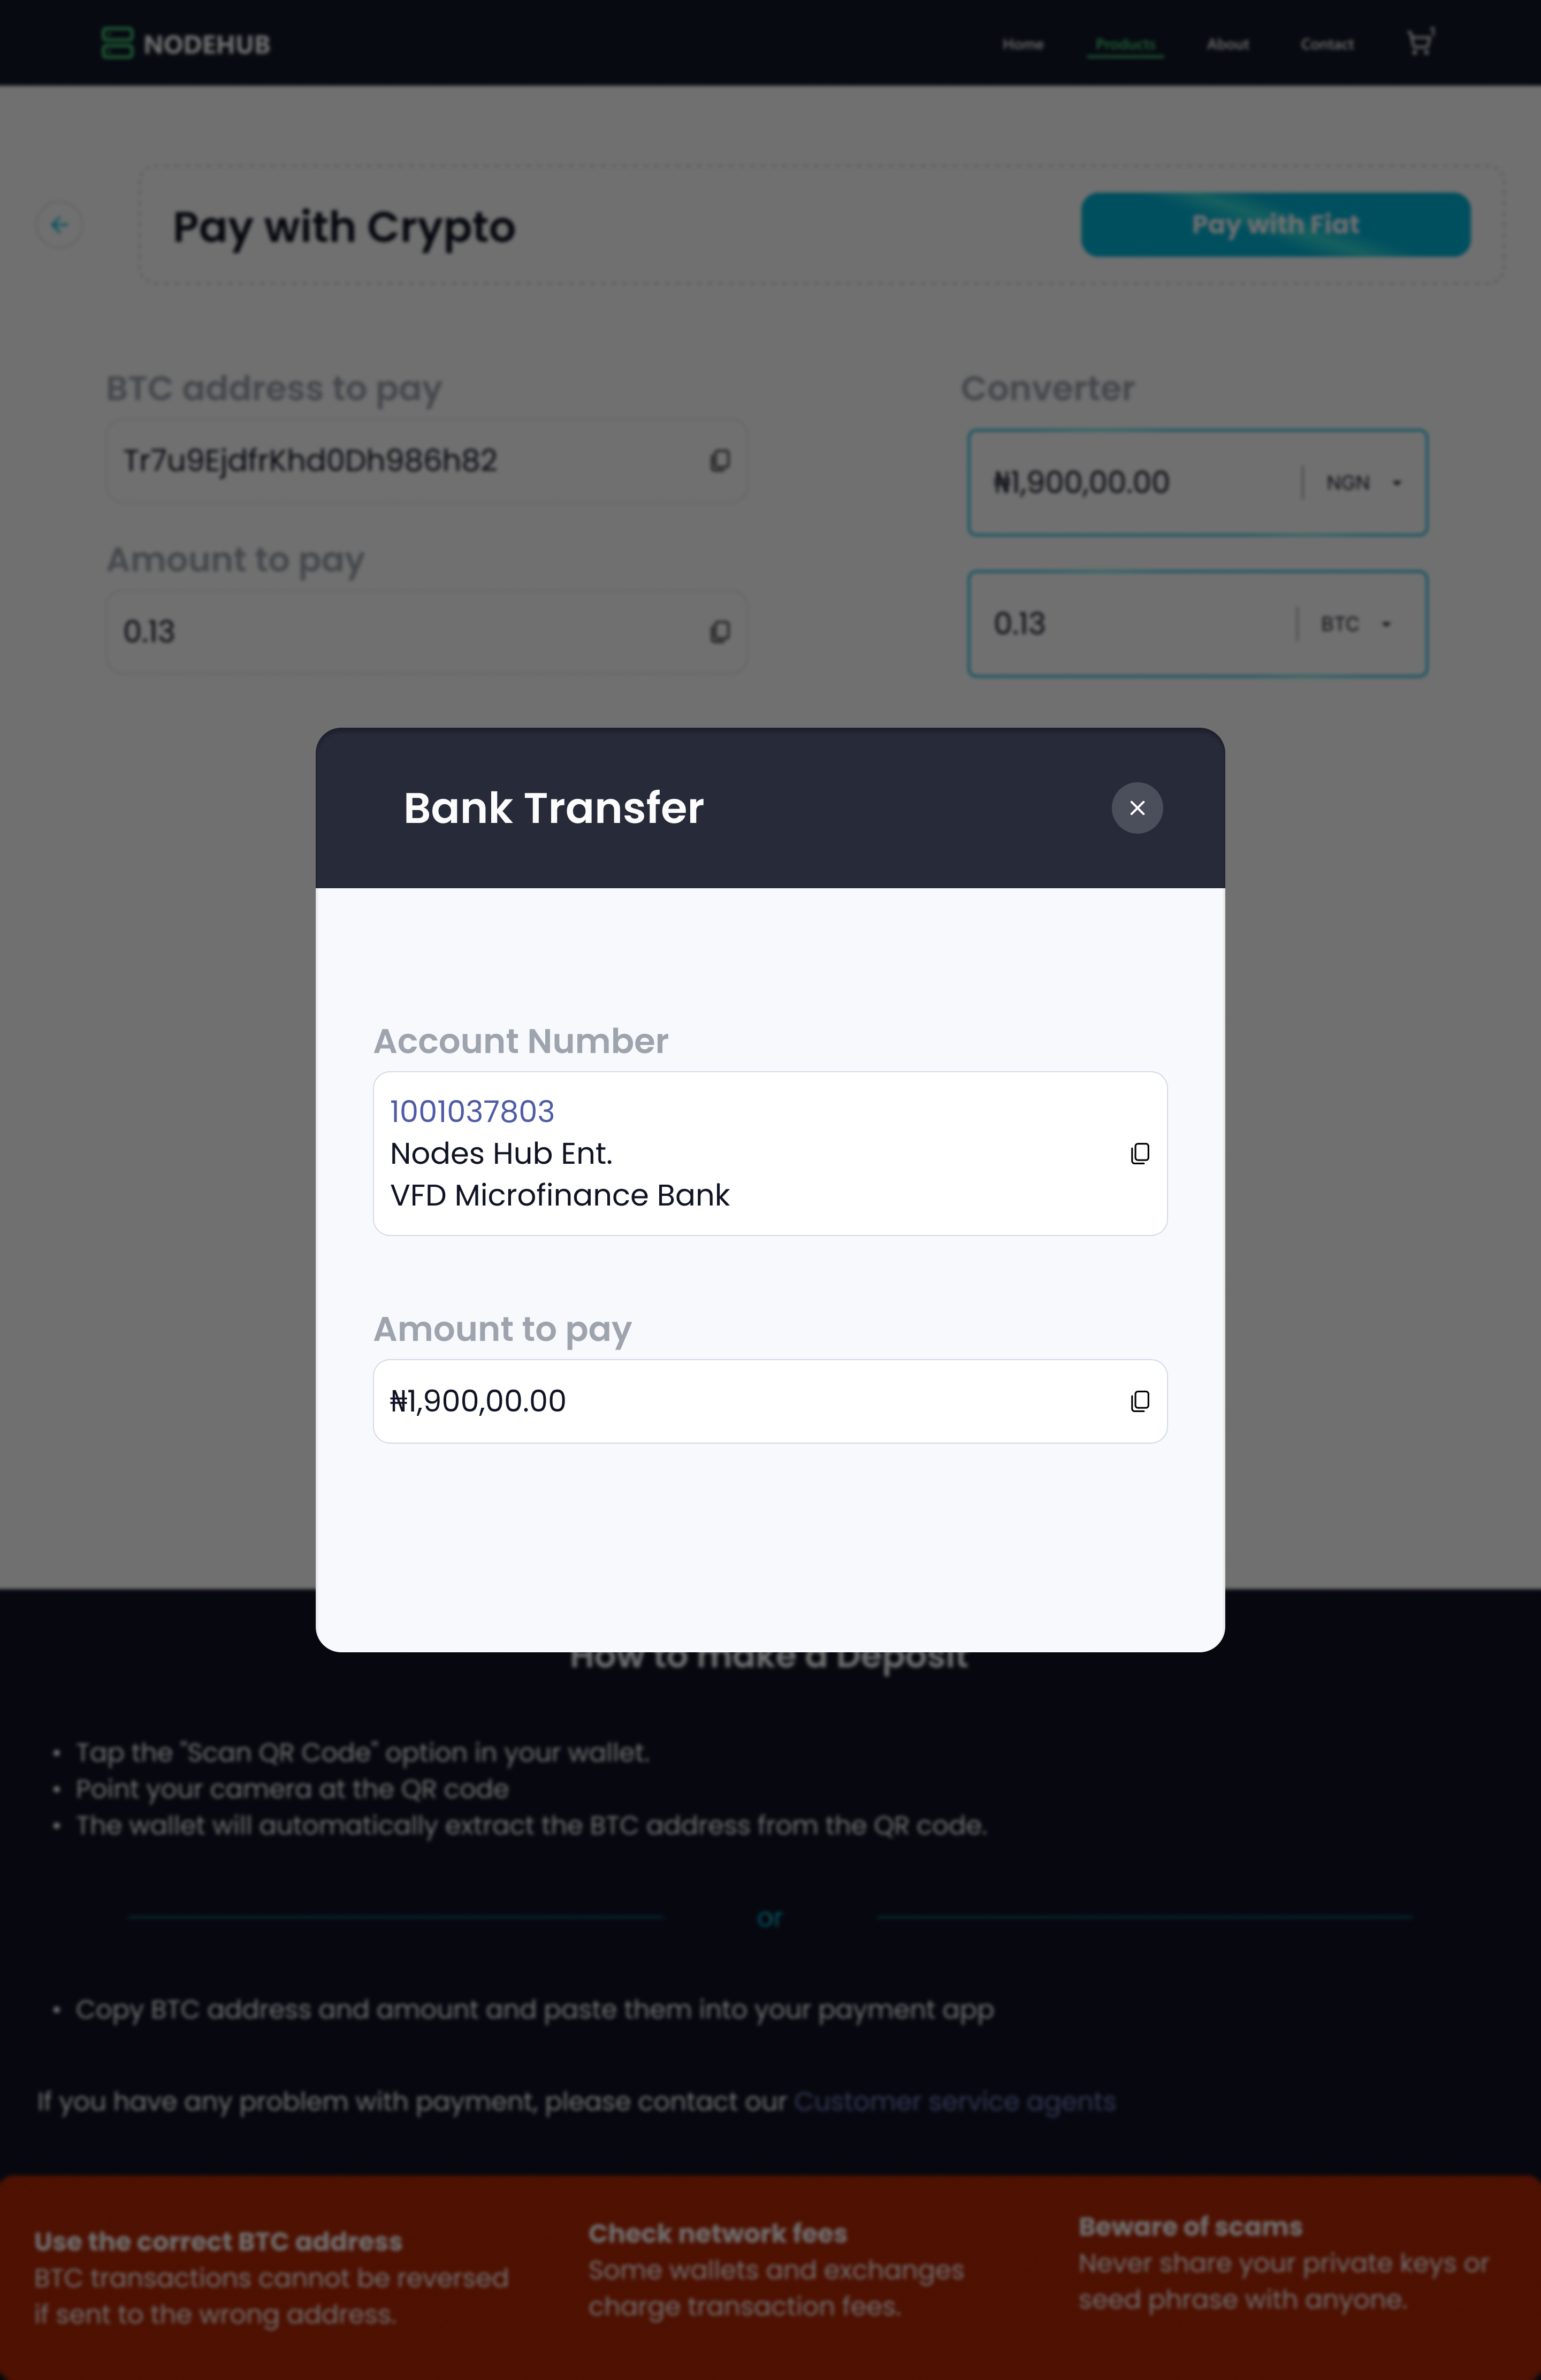 NODEHUB
Home Products About Contact
Pay with Crypto
Pay with Fiat
BTC address to pay
Tr7u9EjdfrKhd0Dh986h82
Amount to pay
0.13
Converter
₦1,900,00.00 NGN
0.13 BTC
Bank Transfer
Account Number
1001037803
Nodes Hub Ent.
VFD Microfinance Bank
Amount to pay
₦1,900,00.00
How to make a Deposit
• Tap the "Scan QR Code" option in your wallet.
• Point your camera at the QR code
• The wallet will automatically extract the BTC address from the QR code.
or
• Copy BTC address and amount and paste them into your payment app
If you have any problem with payment, please contact our Customer service agents
Use the correct BTC address
BTC transactions cannot be reversed
if sent to the wrong address.
Check network fees
Some wallets and exchanges
charge transaction fees.
Beware of scams
Never share your private keys or
seed phrase with anyone.